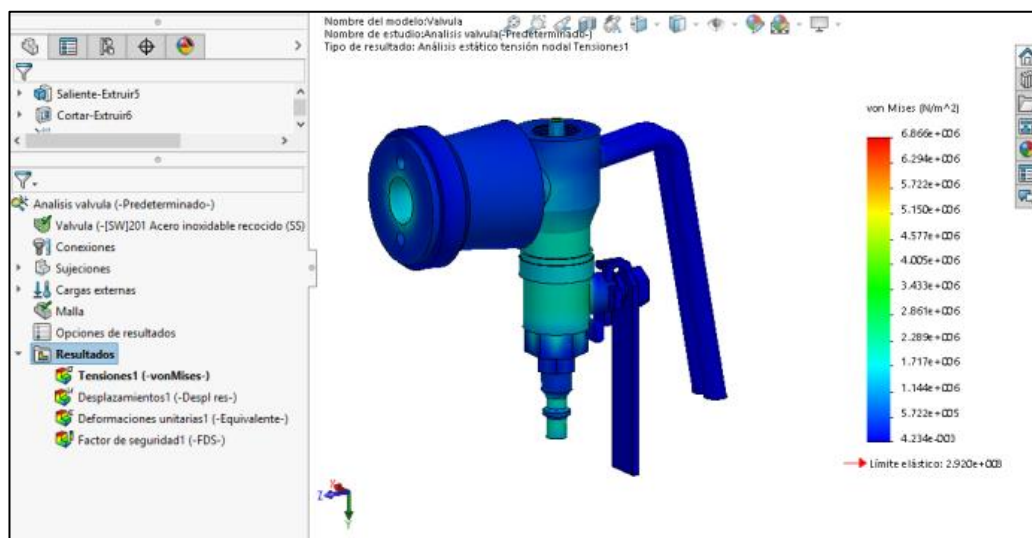 Nombre del modelo:Valvula
Nombre de estudio:Analisis valvula(-Predeterminado-)
Tipo de resultado: Análisis estático tensión nodal Tensiones1
Saliente-Extruir5
Cortar-Extruir6
Analisis valvula (-Predeterminado-)
Valvula (-[SW]201 Acero inoxidable recocido (SS)
Conexiones
Sujeciones
Cargas externas
Malla
Opciones de resultados
Resultados
Tensiones1 (-vonMises-)
Desplazamientos1 (-Despl res-)
Deformaciones unitarias1 (-Equivalente-)
Factor de seguridad1 (-FDS-)
von Mises (N/m^2)
6.866e+006
6.294e+006
5.722e+006
5.150e+006
4.577e+006
4.005e+006
3.433e+006
2.861e+006
2.289e+006
1.717e+006
1.144e+006
5.722e+005
4.234e-003
Límite elástico: 2.920e+008
X
Z
Y